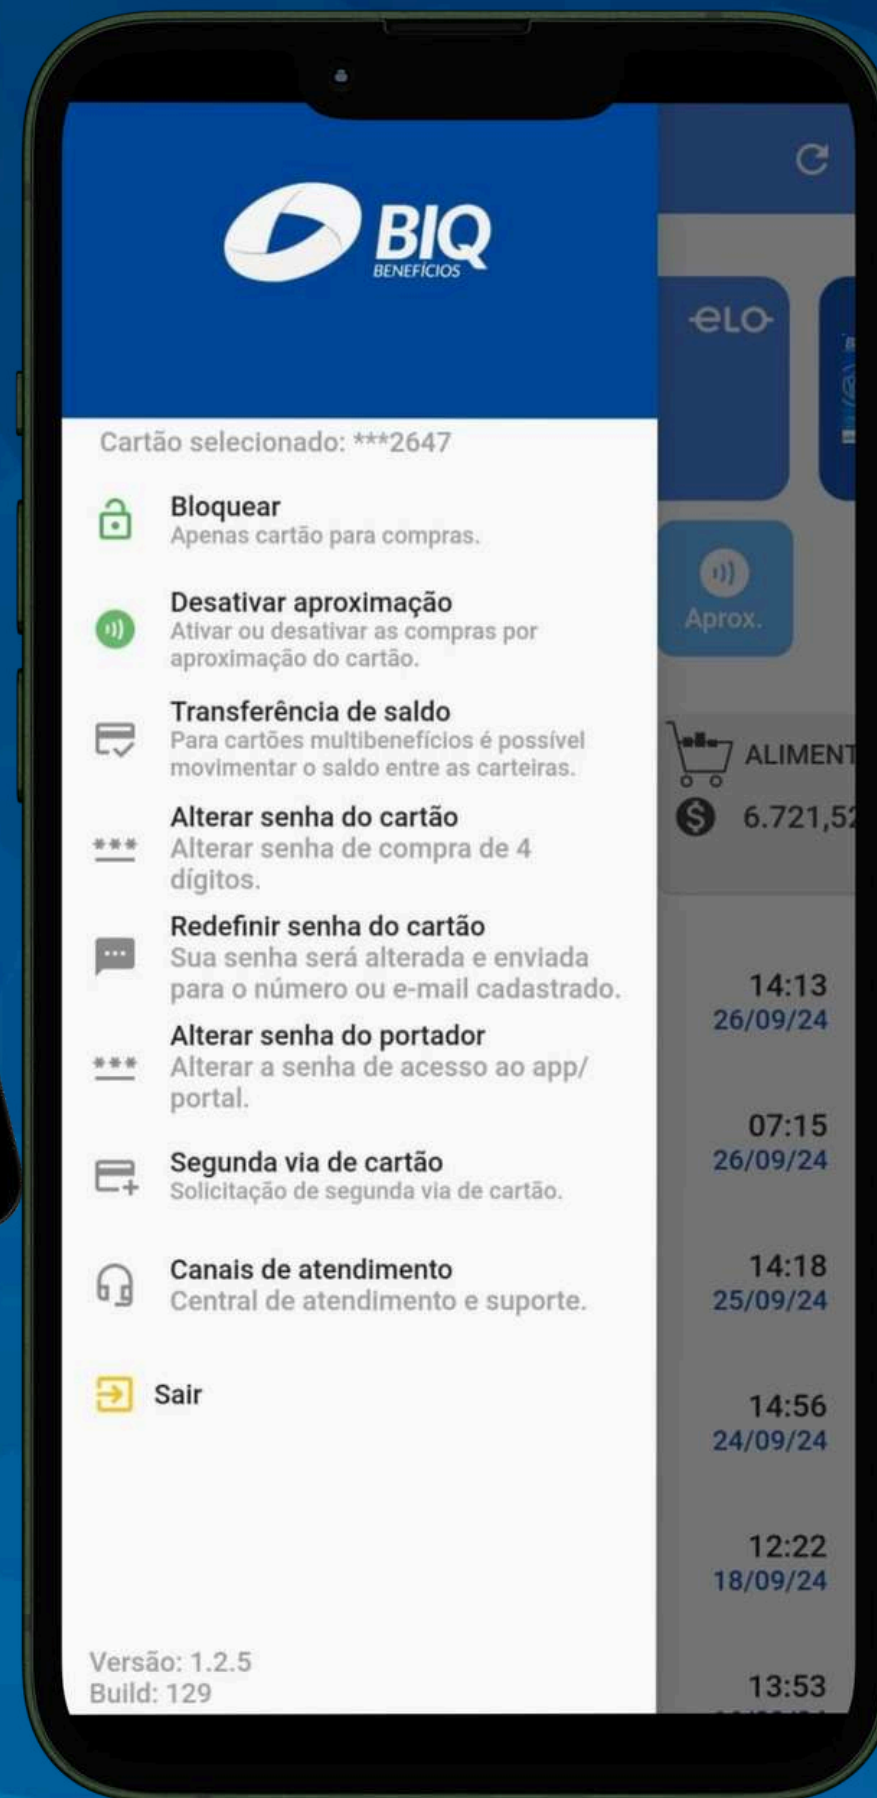 BIQ
BENEFÍCIOS
Cartão selecionado: ***2647
Bloquear
Apenas cartão para compras.
Desativar aproximação
Ativar ou desativar as compras por
aproximação do cartão.
Transferência de saldo
Para cartões multibenefícios é possível
movimentar o saldo entre as carteiras.
***
Alterar senha do cartão
Alterar senha de compra de 4
dígitos.
Redefinir senha do cartão
Sua senha será alterada e enviada
para o número ou e-mail cadastrado.
***
Alterar senha do portador
Alterar a senha de acesso ao app/
portal.
Segunda via de cartão
Solicitação de segunda via de cartão.
Canais de atendimento
Central de atendimento e suporte.
Sair
Versão: 1.2.5
Build: 129
elo
Aprox.
ALIMENT
$ 6.721,52
14:13
26/09/24
07:15
26/09/24
14:18
25/09/24
14:56
24/09/24
12:22
18/09/24
13:53